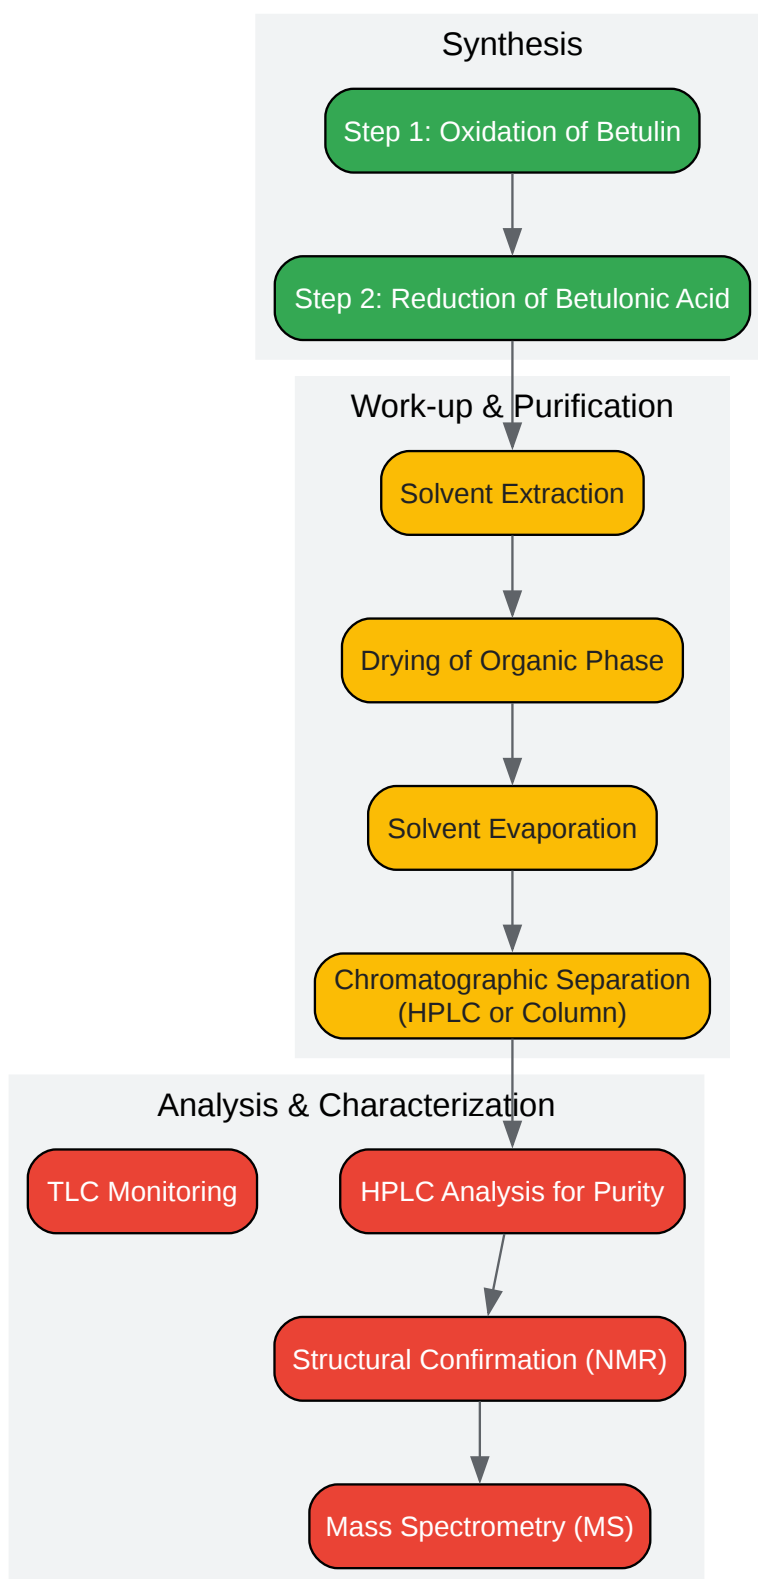 Synthesis
Step 1: Oxidation of Betulin
Step 2: Reduction of Betulonic Acid
Work-up & Purification
Solvent Extraction
Drying of Organic Phase
Solvent Evaporation
Chromatographic Separation
(HPLC or Column)
Analysis & Characterization
TLC Monitoring
HPLC Analysis for Purity
Structural Confirmation (NMR)
Mass Spectrometry (MS)